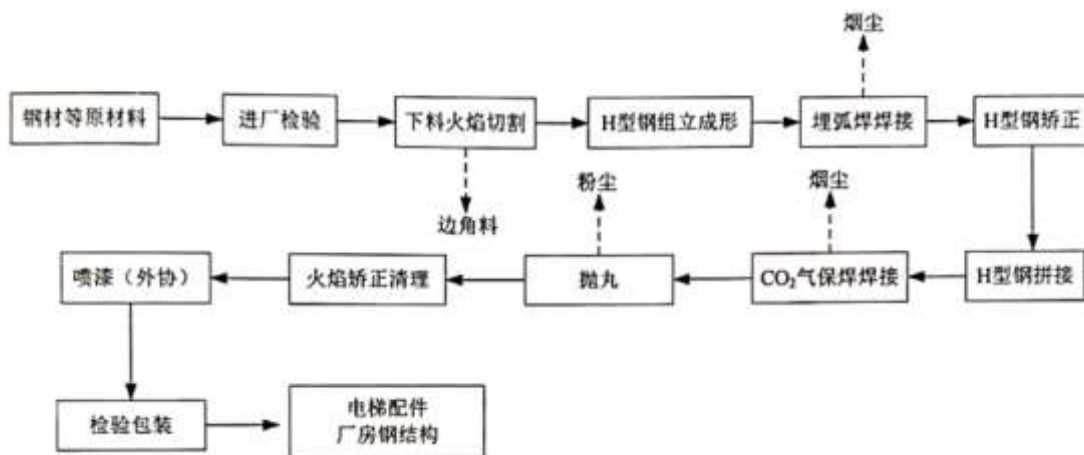 烟尘
钢材等原材料
进厂检验
下料火焰切割
H型钢组立成形
埋弧焊焊接
H型钢矫正
边角料
粉尘
烟尘
喷漆（外协）
火焰矫正清理
抛丸
CO₂气保焊焊接
H型钢拼接
检验包装
电梯配件
厂房钢结构